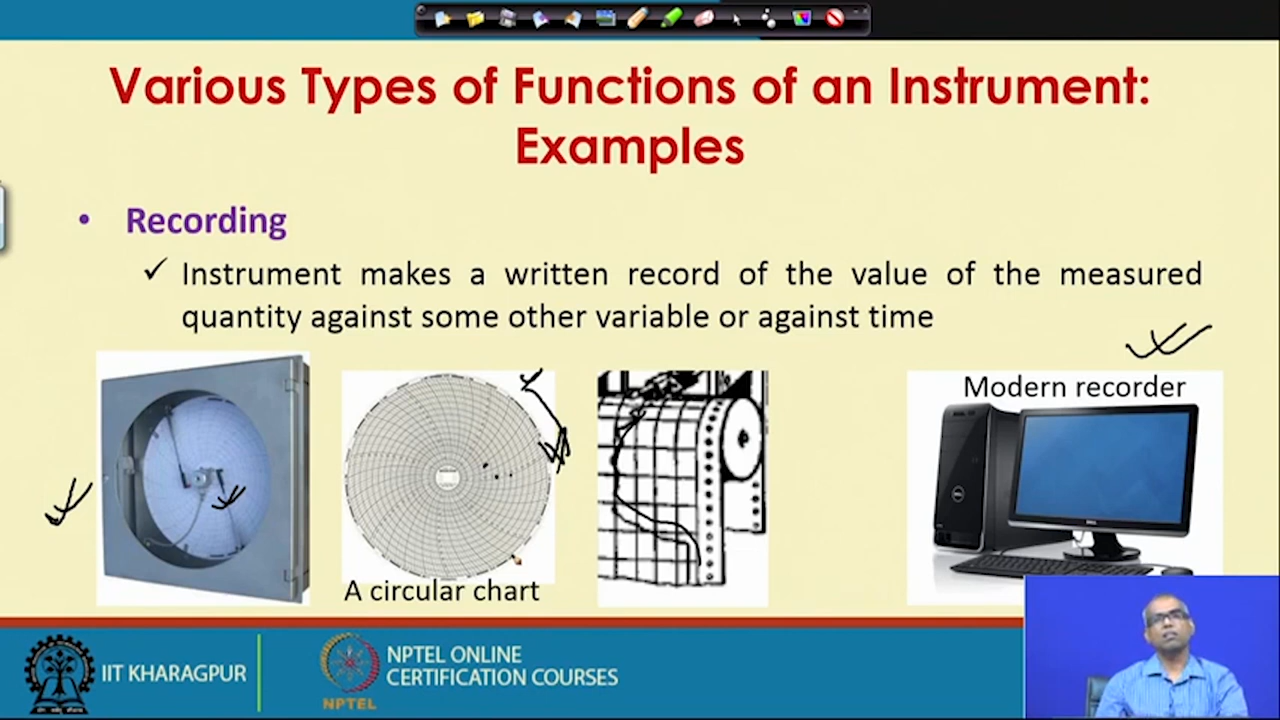 Various Types of Functions of an Instrument:
Examples
• Recording
✓ Instrument makes a written record of the value of the measured
quantity against some other variable or against time
Modern recorder
A circular chart
IIT KHARAGPUR
NPTEL
NPTEL ONLINE
CERTIFICATION COURSES